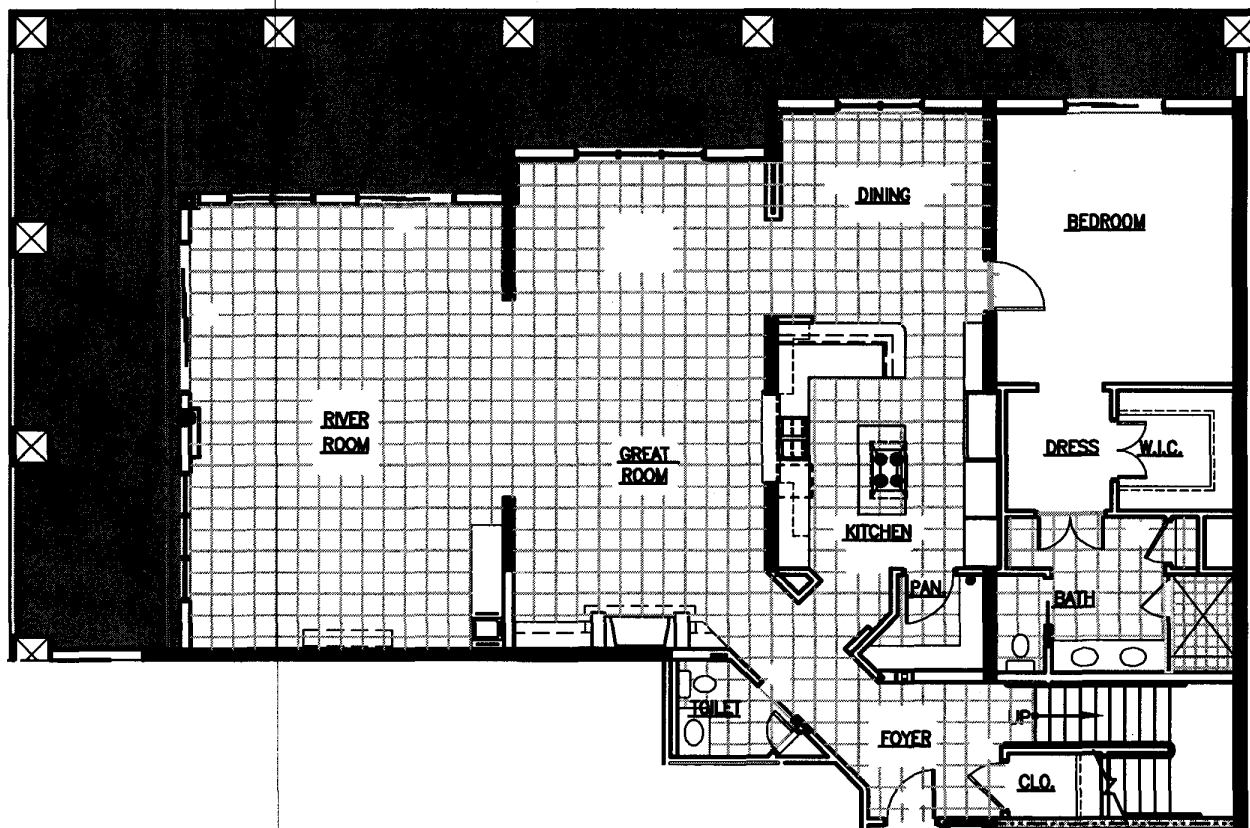 DINING
BEDROOM
RIVER
ROOM
GREAT
ROOM
DRESS
W.I.C.
KITCHEN
PAN.
BATH
TOILET
FOYER
UP
CLO.